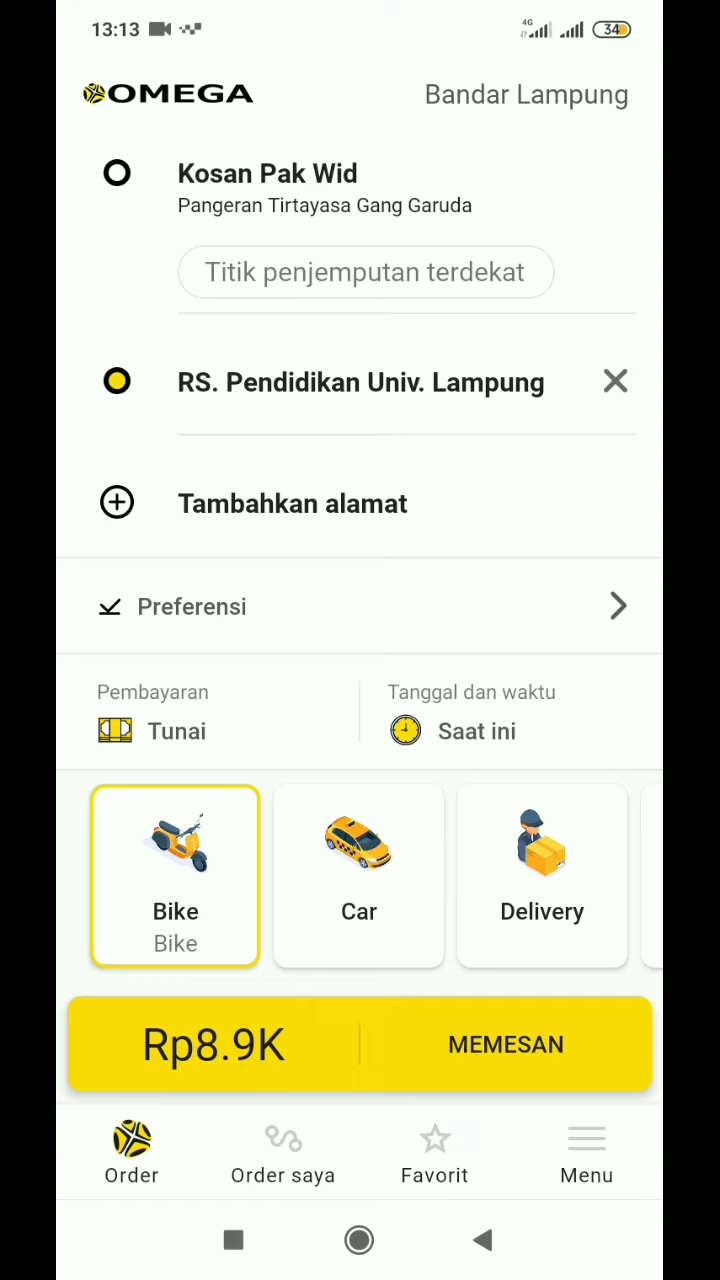 13:13
4G
34
OMEGA
Bandar Lampung
Kosan Pak Wid
Pangeran Tirtayasa Gang Garuda
Titik penjemputan terdekat
RS. Pendidikan Univ. Lampung
Tambahkan alamat
Preferensi
Pembayaran
Tanggal dan waktu
Tunai
Saat ini
Bike
Car
Delivery
Bike
Rp8.9K
MEMESAN
Order
Order saya
Favorit
Menu